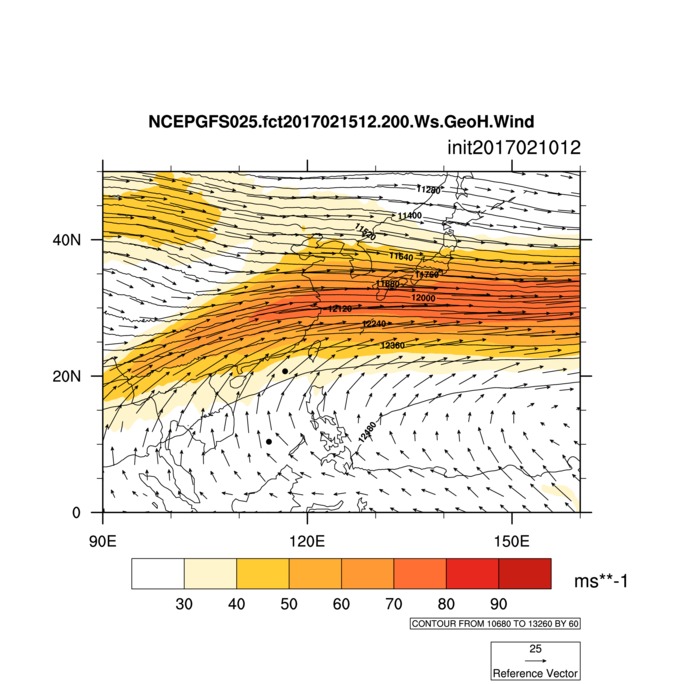 NCEPGFS025.fct2017021512.200.Ws.GeoH.Wind
init2017021012
11280
11400
11520
40N
11640
11760
11880
12000
12120
12240
12360
20N
12480
0
90E 120E 150E
30 40 50 60 70 80 90
ms**-1
CONTOUR FROM 10680 TO 13260 BY 60
25
Reference Vector